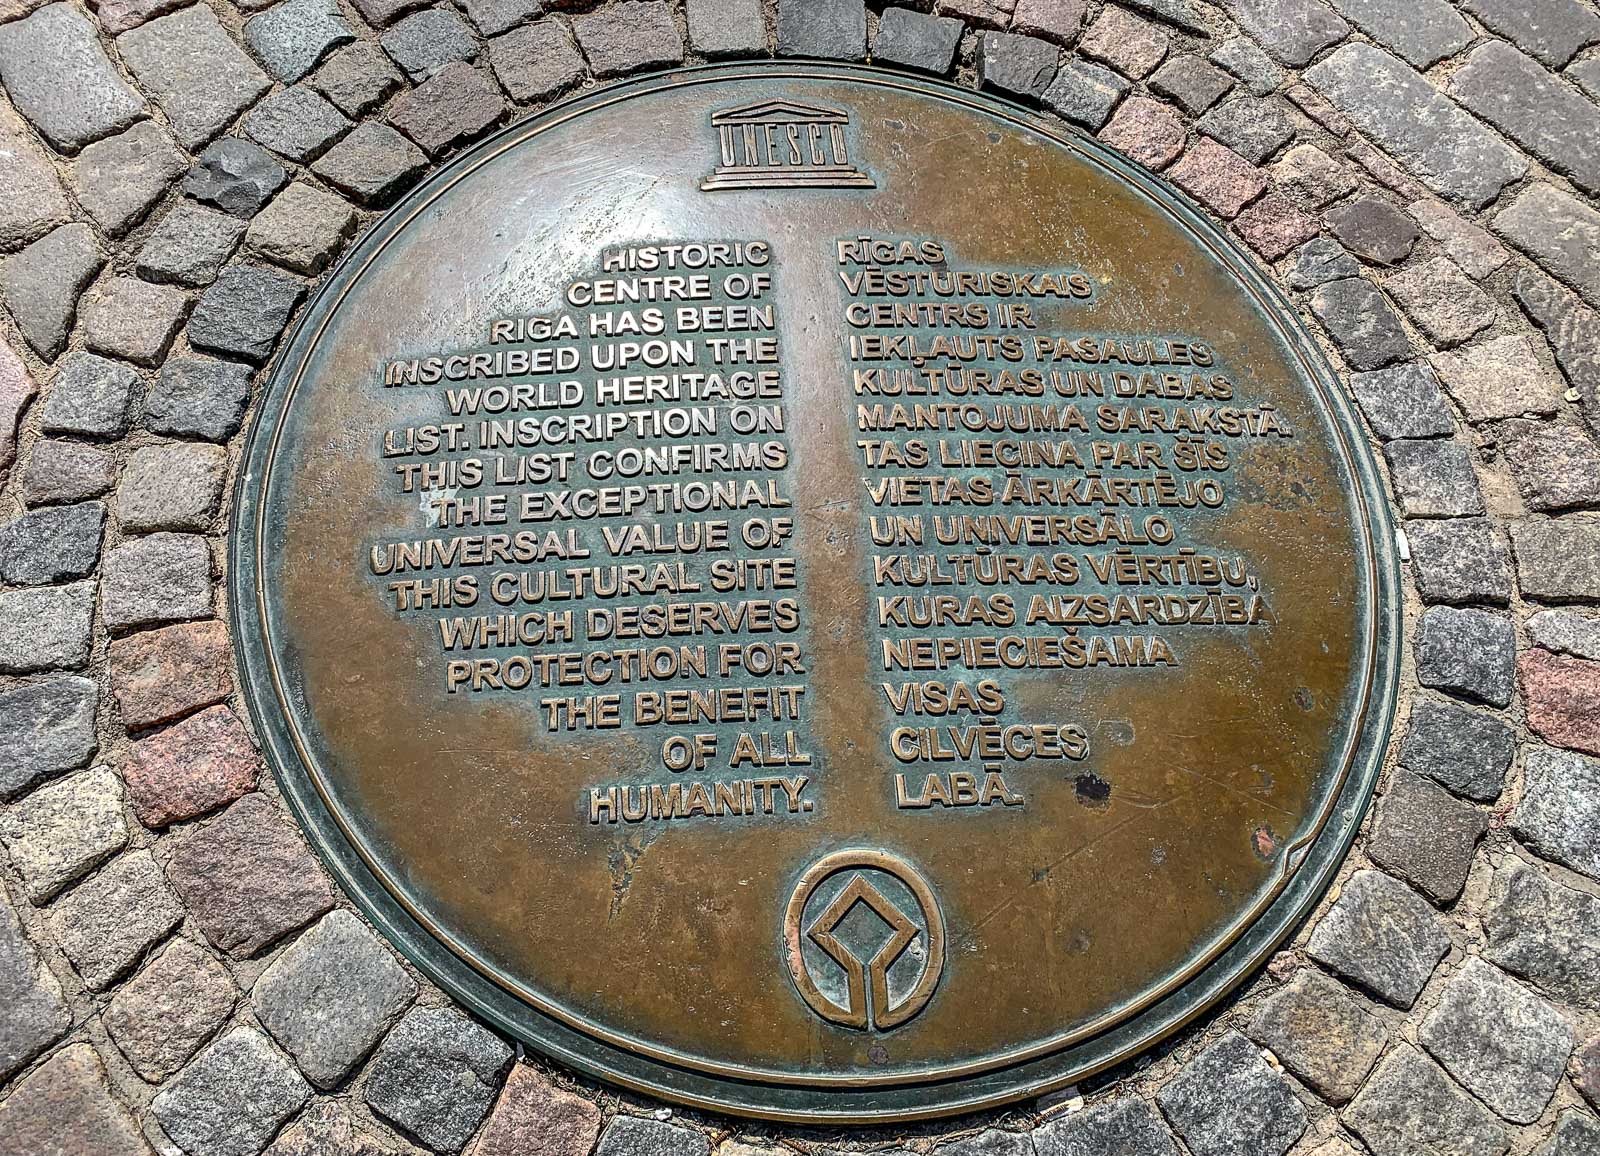 UNESCO
HISTORIC
CENTRE OF
RIGA HAS BEEN
INSCRIBED UPON THE
WORLD HERITAGE
LIST. INSCRIPTION ON
THIS LIST CONFIRMS
THE EXCEPTIONAL
UNIVERSAL VALUE OF
THIS CULTURAL SITE
WHICH DESERVES
PROTECTION FOR
THE BENEFIT
OF ALL
HUMANITY.
RĪGAS
VĒSTURISKAIS
CENTRS IR
IEKĻAUTS PASAULES
KULTŪRAS UN DABAS
MANTOJUMA SARAKSTĀ.
TAS LIECINA PAR ŠĪS
VIETAS ĀRKĀRTĒJO
UN UNIVERSĀLO
KULTŪRAS VĒRTĪBU,
KURAS AIZSARDZĪBA
NEPIECIEŠAMA
VISAS
CILVĒCES
LABĀ.